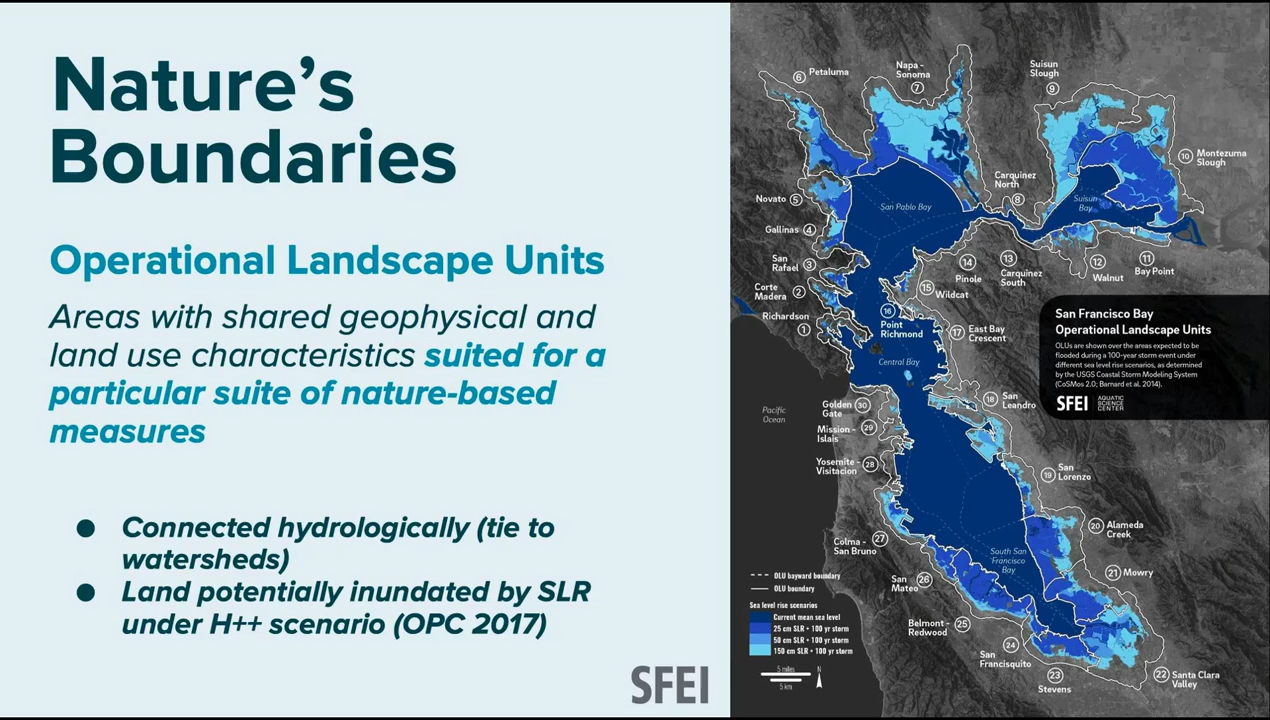 Nature's
Boundaries
Operational Landscape Units
Areas with shared geophysical and
land use characteristics suited for a
particular suite of nature-based
measures
● Connected hydrologically (tie to
watersheds)
● Land potentially inundated by SLR
under H++ scenario (OPC 2017)
SFEI
6 Petaluma
Napa -
Sonoma
7
Suisun
Slough
9
10 Montezuma
Slough
Carquinez
North
8
Novato 5
San Pablo Bay
Suisun
Bay
Gallinas 4
San
Rafael 3
14
Pinole
13
Carquinez
South
12
Walnut
11
Bay Point
Corte
Madera 2
15
Wildcat
Richardson
1
16
Point
Richmond
17 East Bay
Crescent
Central Bay
San Francisco Bay
Operational Landscape Units
OLUs are shown over the areas expected to be
flooded during a 100-year storm event under
different sea level rise scenarios, as determined
by the USGS Coastal Storm Modeling System
(CoSMos 2.0; Barnard et al. 2014).
SFEI AQUATIC
SCIENCE
CENTER
Pacific
Ocean
Golden
Gate 30
18 San
Leandro
Mission -
Islais 29
Yosemite -
Visitacion 28
19 San
Lorenzo
Colma -
San Bruno 27
20 Alameda
Creek
South San
Francisco
Bay
21 Mowry
San
Mateo 26
Belmont -
Redwood 25
24
San
Francisquito
23
Stevens
22 Santa Clara
Valley
OLU bayward boundary
OLU boundary
Sea level rise scenarios
Current mean sea level
25 cm SLR + 100 yr storm
50 cm SLR + 100 yr storm
150 cm SLR + 100 yr storm
5 miles
5 km
N